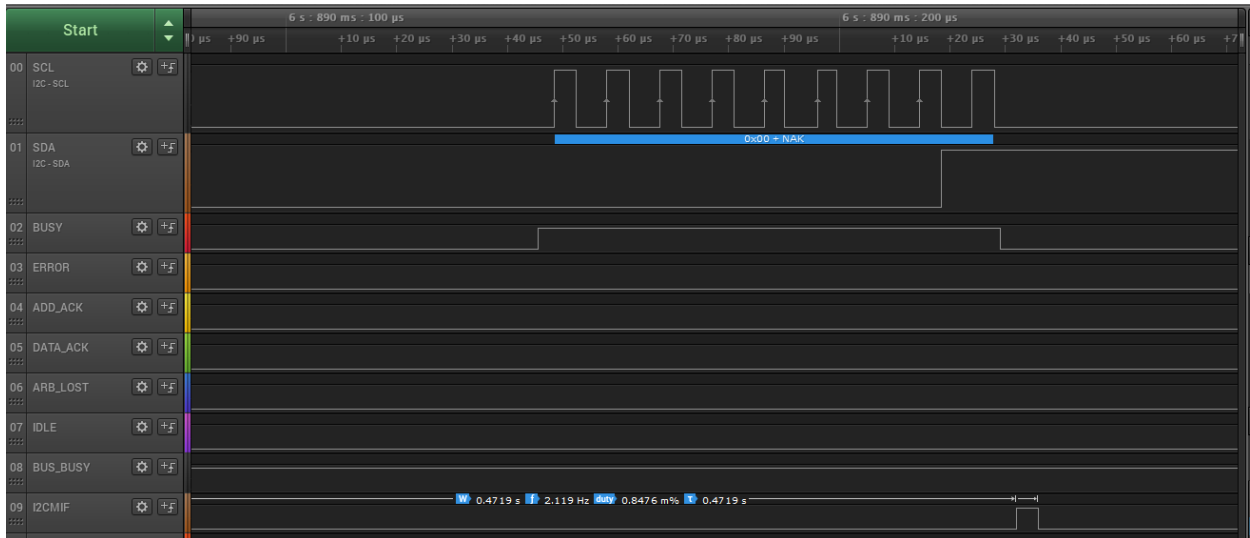 Start
6 s : 890 ms : 100 µs 6 s : 890 ms : 200 µs
0 µs +90 µs +10 µs +20 µs +30 µs +40 µs +50 µs +60 µs +70 µs +80 µs +90 µs +10 µs +20 µs +30 µs +40 µs +50 µs +60 µs +7
00 SCL
I2C - SCL
0x00 + NAK
01 SDA
I2C - SDA
02 BUSY
03 ERROR
04 ADD_ACK
05 DATA_ACK
06 ARB_LOST
07 IDLE
08 BUS_BUSY
W 0.4719 s f 2.119 Hz duty 0.8476 m% T 0.4719 s
09 I2CMIF